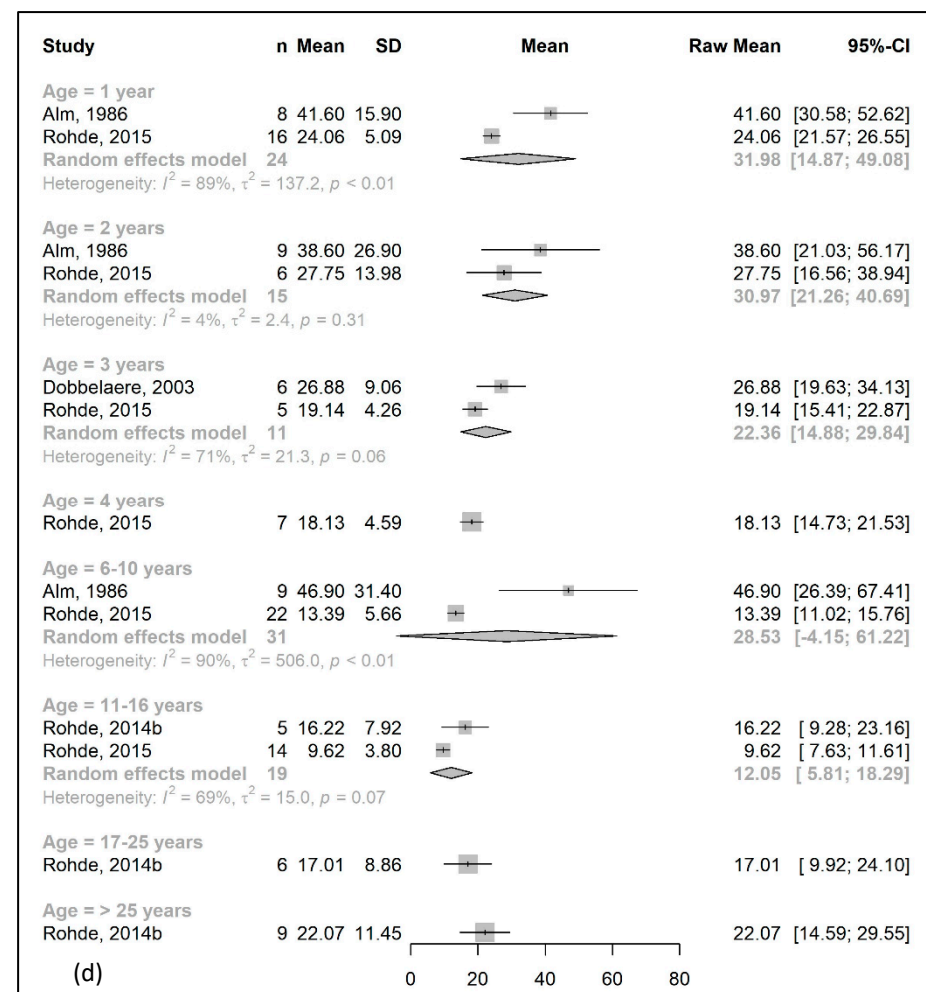 Study n Mean SD Mean Raw Mean 95%-CI
Age = 1 year
Alm, 1986 8 41.60 15.90 41.60 [30.58; 52.62]
Rohde, 2015 16 24.06 5.09 24.06 [21.57; 26.55]
Random effects model 24 31.98 [14.87; 49.08]
Heterogeneity: I² = 89%, τ² = 137.2, p < 0.01
Age = 2 years
Alm, 1986 9 38.60 26.90 38.60 [21.03; 56.17]
Rohde, 2015 6 27.75 13.98 27.75 [16.56; 38.94]
Random effects model 15 30.97 [21.26; 40.69]
Heterogeneity: I² = 4%, τ² = 2.4, p = 0.31
Age = 3 years
Dobbelaere, 2003 6 26.88 9.06 26.88 [19.63; 34.13]
Rohde, 2015 5 19.14 4.26 19.14 [15.41; 22.87]
Random effects model 11 22.36 [14.88; 29.84]
Heterogeneity: I² = 71%, τ² = 21.3, p = 0.06
Age = 4 years
Rohde, 2015 7 18.13 4.59 18.13 [14.73; 21.53]
Age = 6-10 years
Alm, 1986 9 46.90 31.40 46.90 [26.39; 67.41]
Rohde, 2015 22 13.39 5.66 13.39 [11.02; 15.76]
Random effects model 31 28.53 [-4.15; 61.22]
Heterogeneity: I² = 90%, τ² = 506.0, p < 0.01
Age = 11-16 years
Rohde, 2014b 5 16.22 7.92 16.22 [ 9.28; 23.16]
Rohde, 2015 14 9.62 3.80 9.62 [ 7.63; 11.61]
Random effects model 19 12.05 [ 5.81; 18.29]
Heterogeneity: I² = 69%, τ² = 15.0, p = 0.07
Age = 17-25 years
Rohde, 2014b 6 17.01 8.86 17.01 [ 9.92; 24.10]
Age = > 25 years
Rohde, 2014b 9 22.07 11.45 22.07 [14.59; 29.55]
(d)
0 20 40 60 80